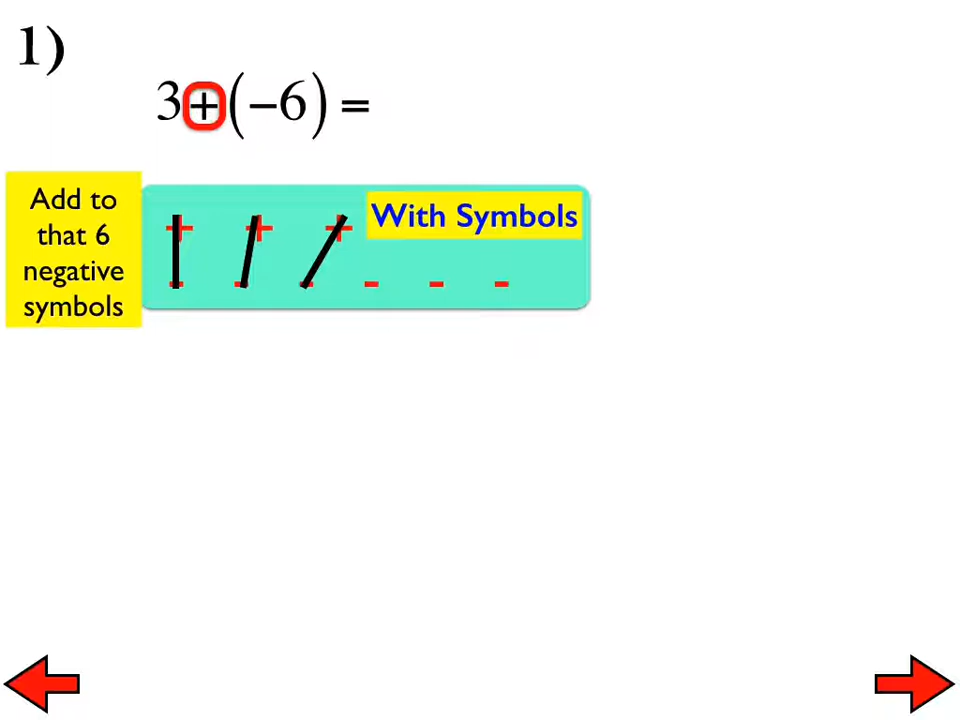 1)
3+(−6)=
Add to
that 6
negative
symbols
With Symbols
+ + +
- - - - - -